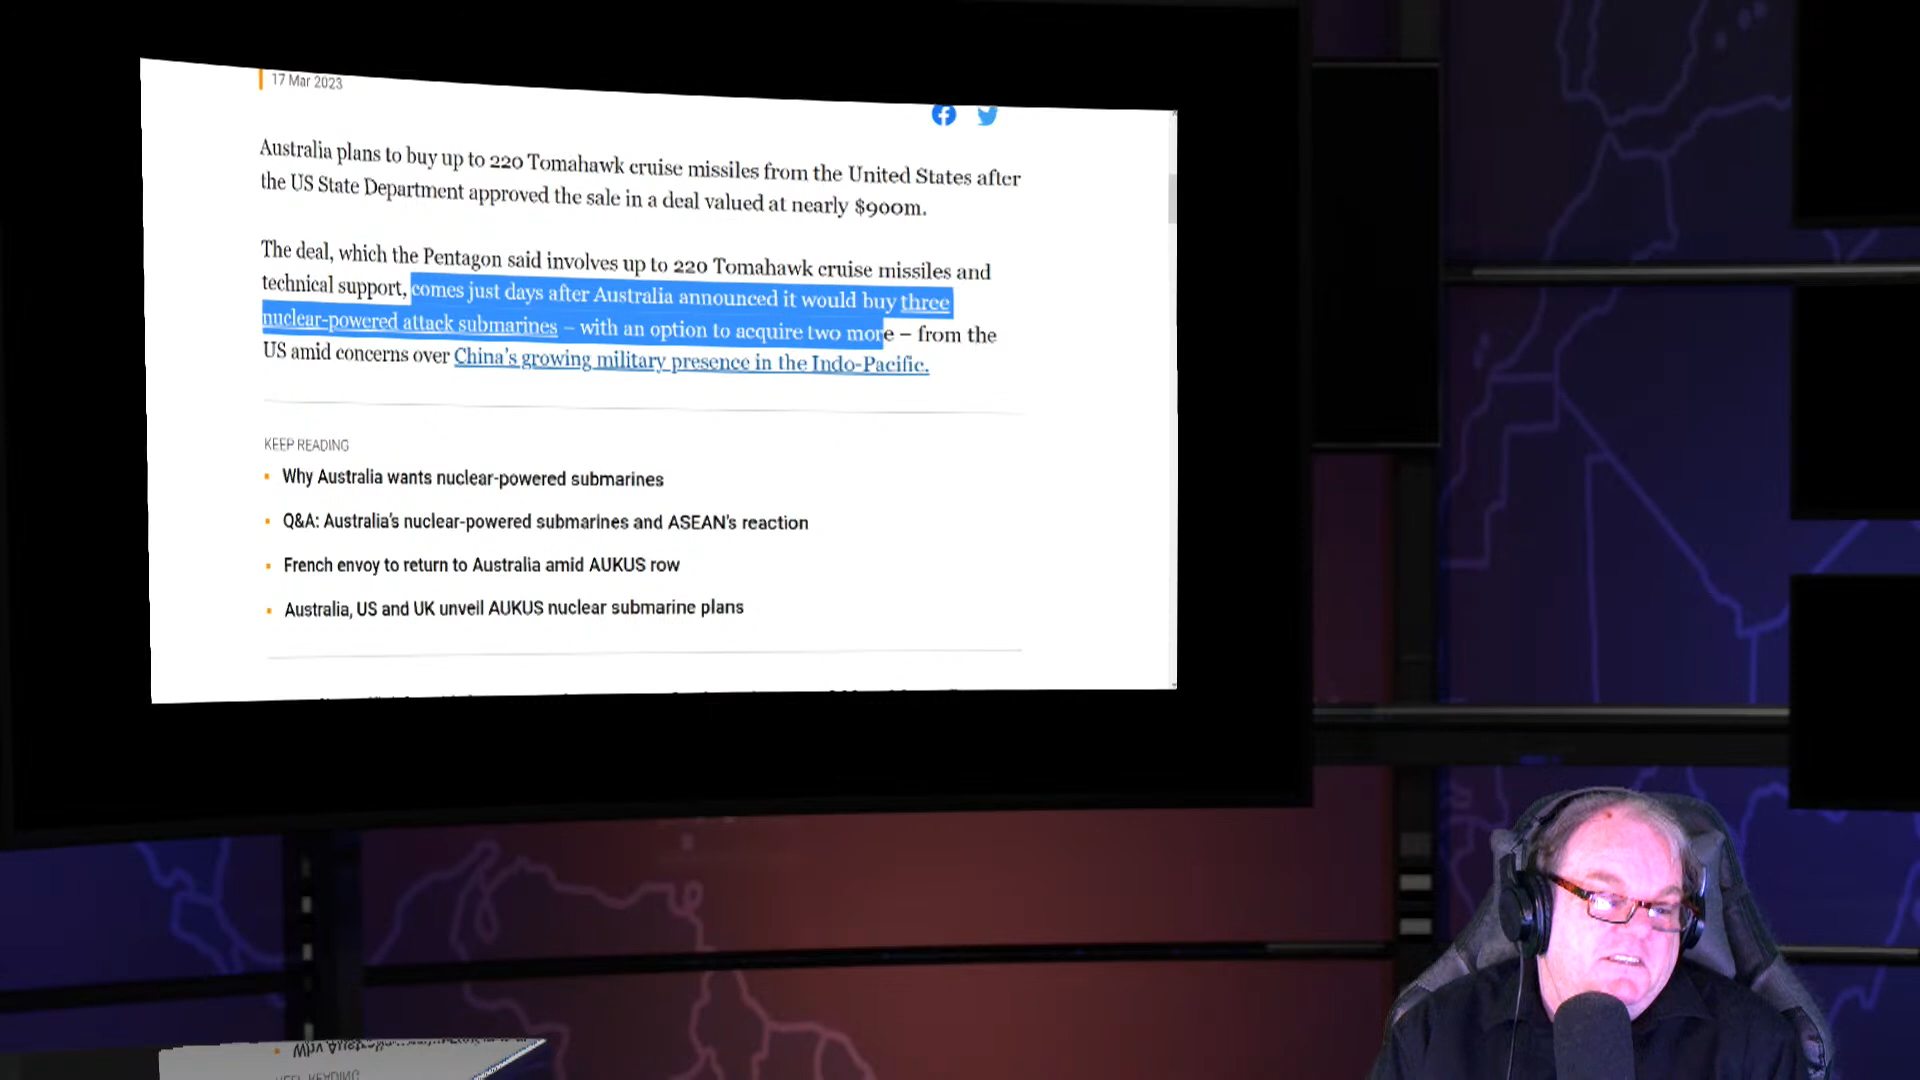 17 Mar 2023
Australia plans to buy up to 220 Tomahawk cruise missiles from the United States after
the US State Department approved the sale in a deal valued at nearly $900m.
The deal, which the Pentagon said involves up to 220 Tomahawk cruise missiles and
technical support, comes just days after Australia announced it would buy three
nuclear-powered attack submarines – with an option to acquire two more – from the
US amid concerns over China's growing military presence in the Indo-Pacific.
KEEP READING
Why Australia wants nuclear-powered submarines
Q&A: Australia's nuclear-powered submarines and ASEAN's reaction
French envoy to return to Australia amid AUKUS row
Australia, US and UK unveil AUKUS nuclear submarine plans